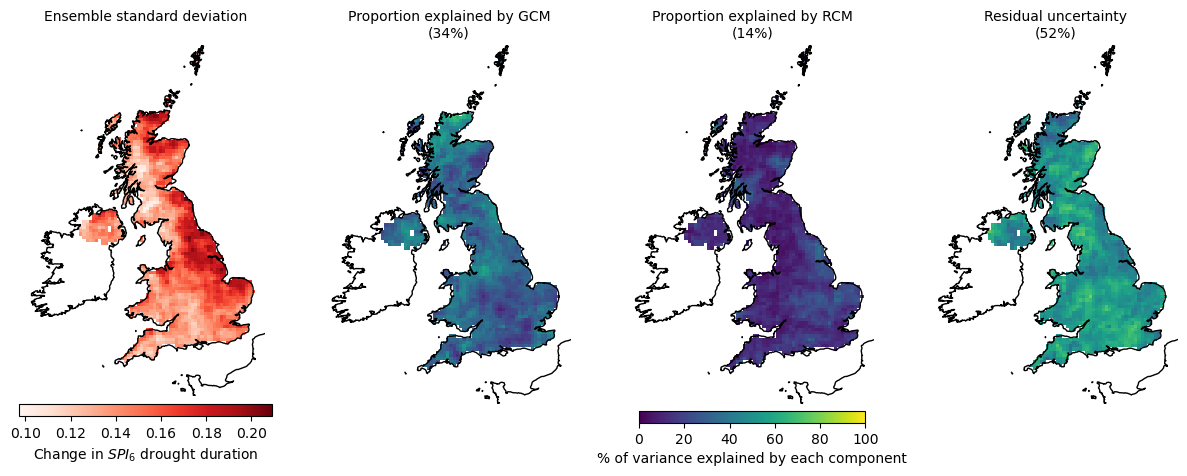 Ensemble standard deviation
Proportion explained by GCM
(34%)
Proportion explained by RCM
(14%)
Residual uncertainty
(52%)
0.10 0.12 0.14 0.16 0.18 0.20
Change in SPI₆ drought duration
0 20 40 60 80 100
% of variance explained by each component